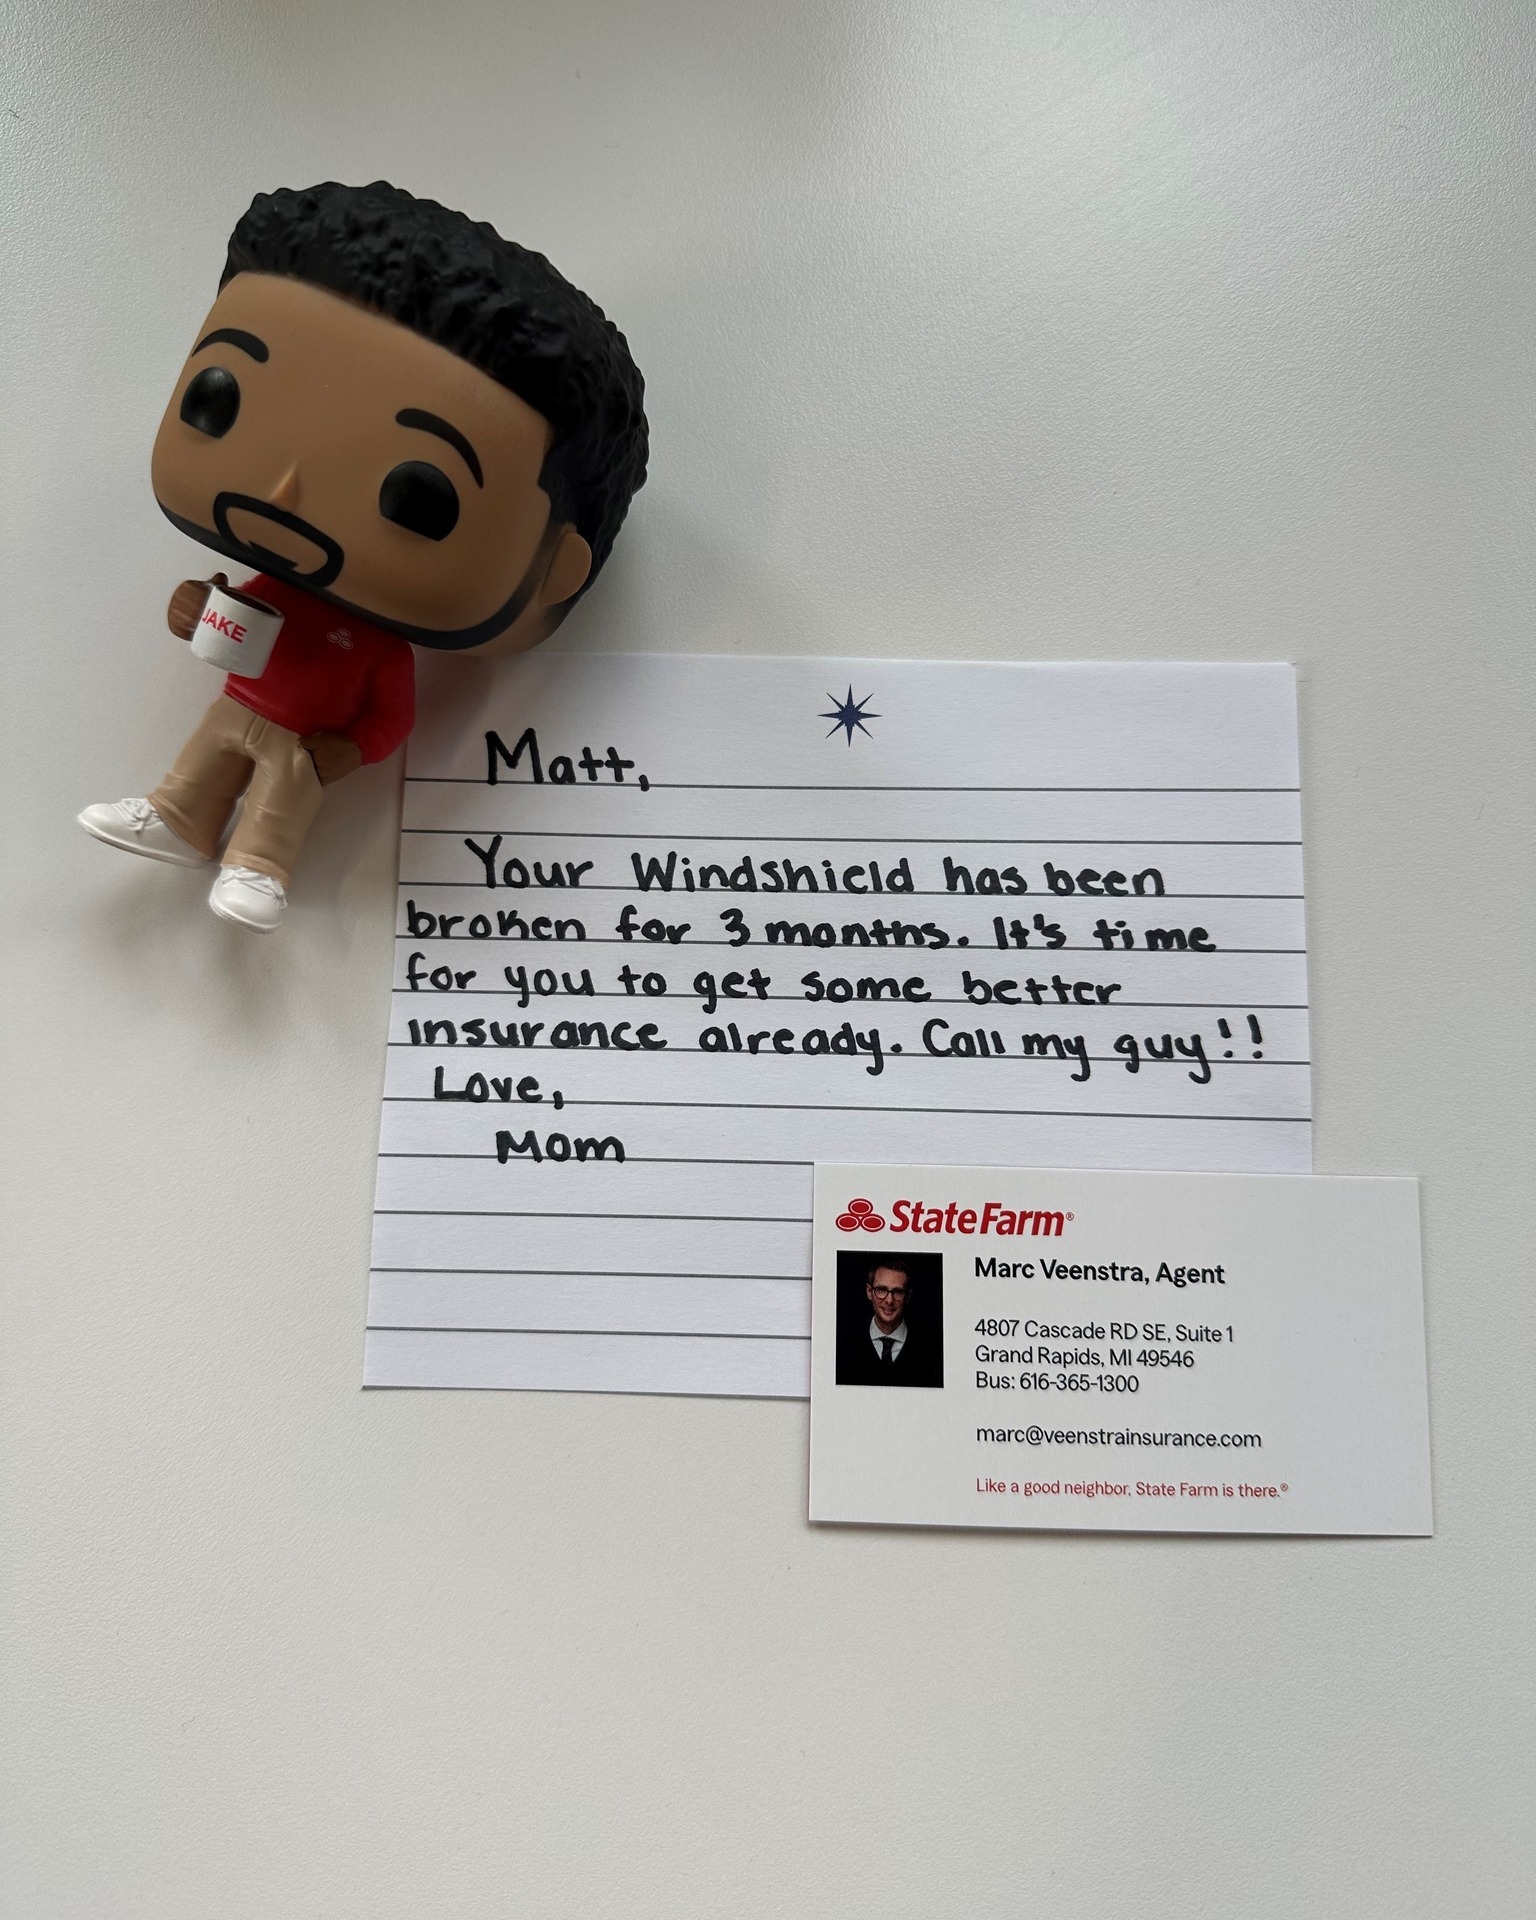 JAKE
Matt,
Your Windshield has been
broken for 3 months. It's time
for you to get some better
insurance already. Call my guy!!
Love,
Mom
StateFarm®
Marc Veenstra, Agent
4807 Cascade RD SE, Suite 1
Grand Rapids, MI 49546
Bus: 616-365-1300
marc@veenstrainsurance.com
Like a good neighbor, State Farm is there.®